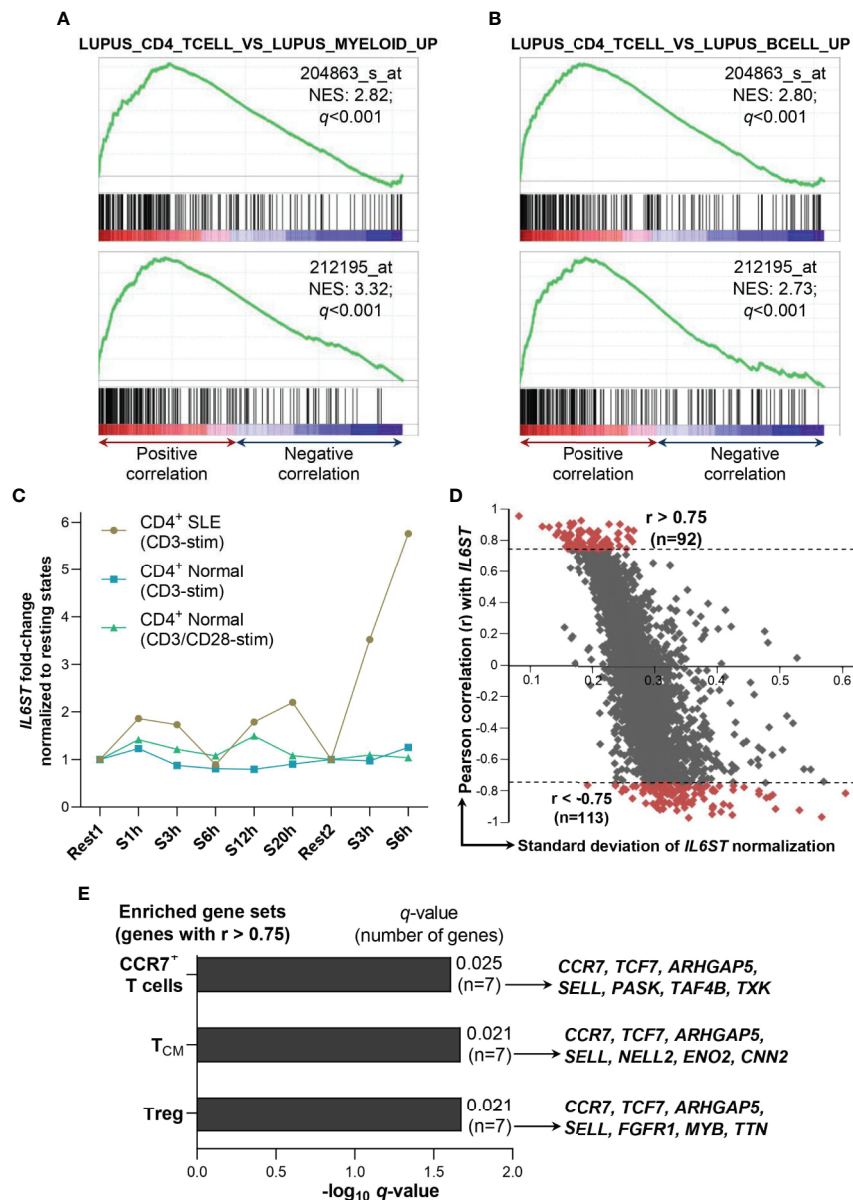 A
LUPUS_CD4_TCELL_VS_LUPUS_MYELOID_UP
204863_s_at
NES: 2.82;
q<0.001
212195_at
NES: 3.32;
q<0.001
Positive
correlation
Negative
correlation
B
LUPUS_CD4_TCELL_VS_LUPUS_BCELL_UP
204863_s_at
NES: 2.80;
q<0.001
212195_at
NES: 2.73;
q<0.001
Positive
correlation
Negative
correlation
C
IL6ST fold-change
normalized to resting states
6
5
4
3
2
1
0
CD4⁺ SLE
(CD3-stim)
CD4⁺ Normal
(CD3-stim)
CD4⁺ Normal
(CD3/CD28-stim)
Rest1
S1h
S3h
S6h
S12h
S20h
Rest2
S3h
S6h
D
Pearson correlation (r) with IL6ST
1
0.8
0.6
0.4
0.2
0
-0.2
-0.4
-0.6
-0.8
-1
r > 0.75
(n=92)
0.1 0.2 0.3 0.4 0.5 0.6
r < -0.75
(n=113)
Standard deviation of IL6ST normalization
E
Enriched gene sets
(genes with r > 0.75)
q-value
(number of genes)
CCR7⁺
T cells
0.025
(n=7)
CCR7, TCF7, ARHGAP5,
SELL, PASK, TAF4B, TXK
T_CM
0.021
(n=7)
CCR7, TCF7, ARHGAP5,
SELL, NELL2, ENO2, CNN2
Treg
0.021
(n=7)
CCR7, TCF7, ARHGAP5,
SELL, FGFR1, MYB, TTN
0.0 0.5 1.0 1.5 2.0
-log₁₀ q-value